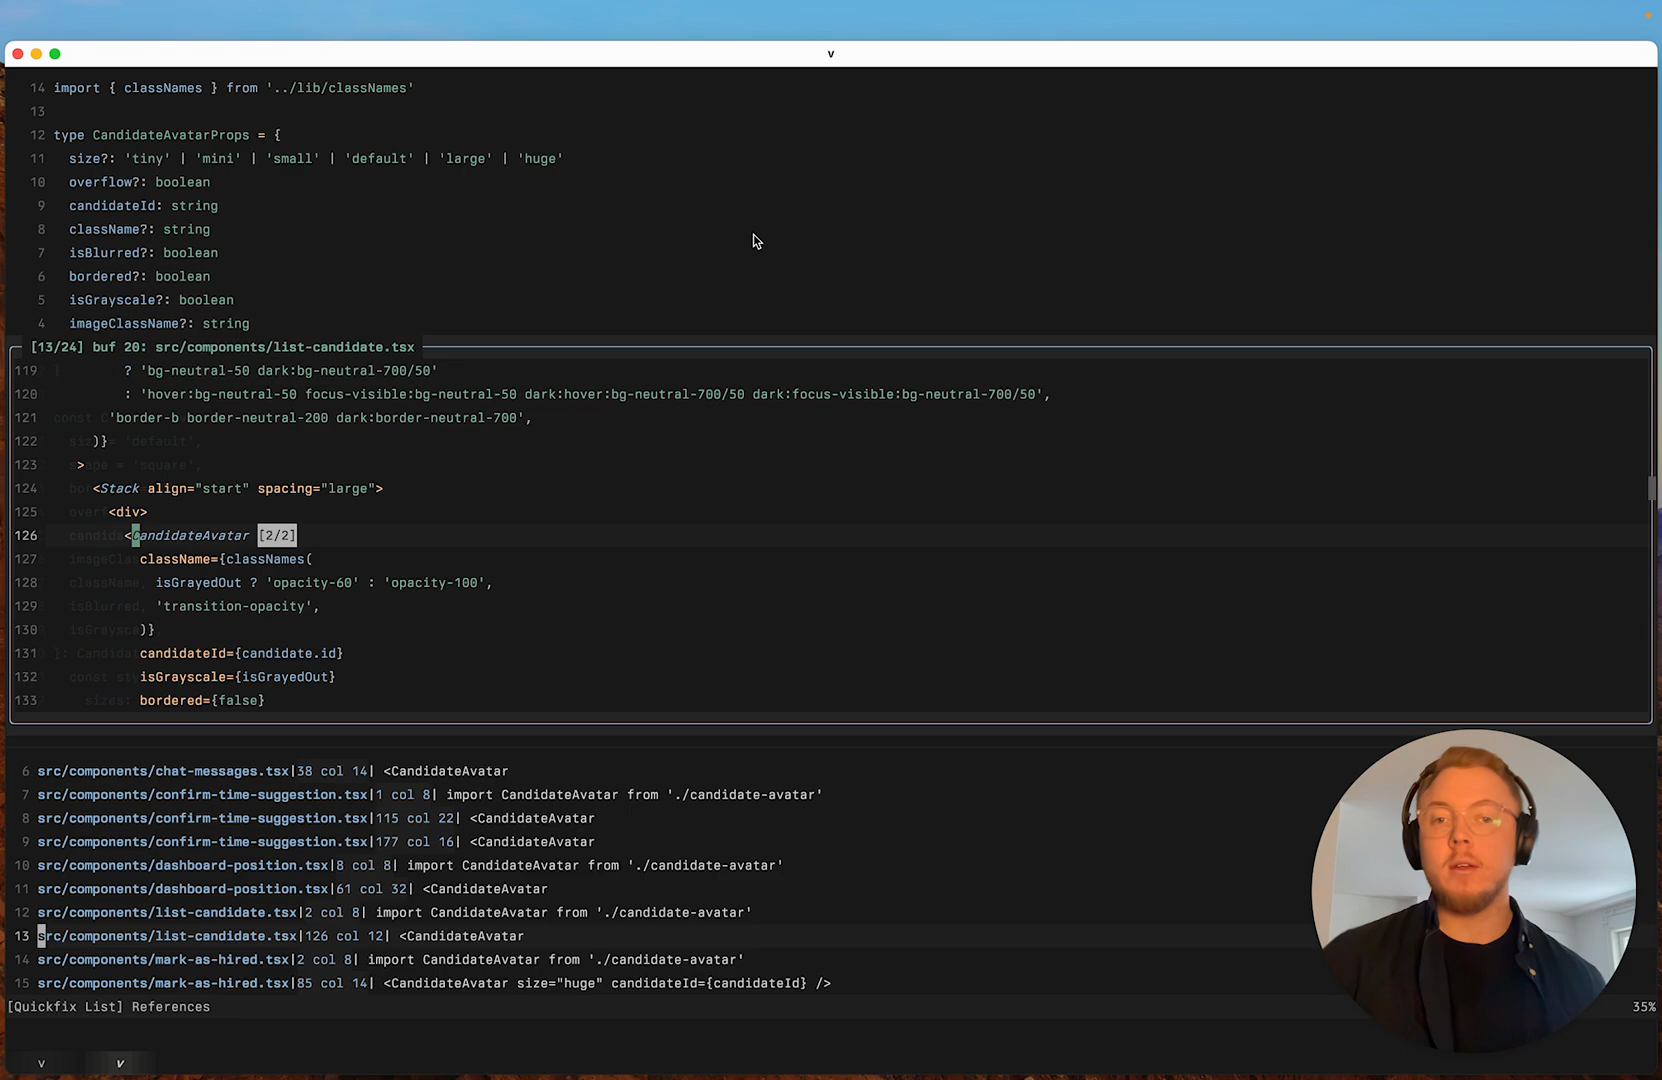 v
14 import { classNames } from '../lib/classNames'
13
12 type CandidateAvatarProps = {
11 size?: 'tiny' | 'mini' | 'small' | 'default' | 'large' | 'huge'
10 overflow?: boolean
9 candidateId: string
8 className?: string
7 isBlurred?: boolean
6 bordered?: boolean
5 isGrayscale?: boolean
4 imageClassName?: string
[13/24] buf 20: src/components/list-candidate.tsx
119 ? 'bg-neutral-50 dark:bg-neutral-700/50'
120 : 'hover:bg-neutral-50 focus-visible:bg-neutral-50 dark:hover:bg-neutral-700/50 dark:focus-visible:bg-neutral-700/50',
121 'border-b border-neutral-200 dark:border-neutral-700',
122 )}
123 >
124 <Stack align="start" spacing="large">
125 <div>
126 <CandidateAvatar [2/2]
127 className={classNames(
128 isGrayedOut ? 'opacity-60' : 'opacity-100',
129 'transition-opacity',
130 )}
131 candidateId={candidate.id}
132 isGrayscale={isGrayedOut}
133 bordered={false}
6 src/components/chat-messages.tsx|38 col 14| <CandidateAvatar
7 src/components/confirm-time-suggestion.tsx|1 col 8| import CandidateAvatar from './candidate-avatar'
8 src/components/confirm-time-suggestion.tsx|115 col 22| <CandidateAvatar
9 src/components/confirm-time-suggestion.tsx|177 col 16| <CandidateAvatar
10 src/components/dashboard-position.tsx|8 col 8| import CandidateAvatar from './candidate-avatar'
11 src/components/dashboard-position.tsx|61 col 32| <CandidateAvatar
12 src/components/list-candidate.tsx|2 col 8| import CandidateAvatar from './candidate-avatar'
13 src/components/list-candidate.tsx|126 col 12| <CandidateAvatar
14 src/components/mark-as-hired.tsx|2 col 8| import CandidateAvatar from './candidate-avatar'
15 src/components/mark-as-hired.tsx|85 col 14| <CandidateAvatar size="huge" candidateId={candidateId} />
[Quickfix List] References 35%
v v